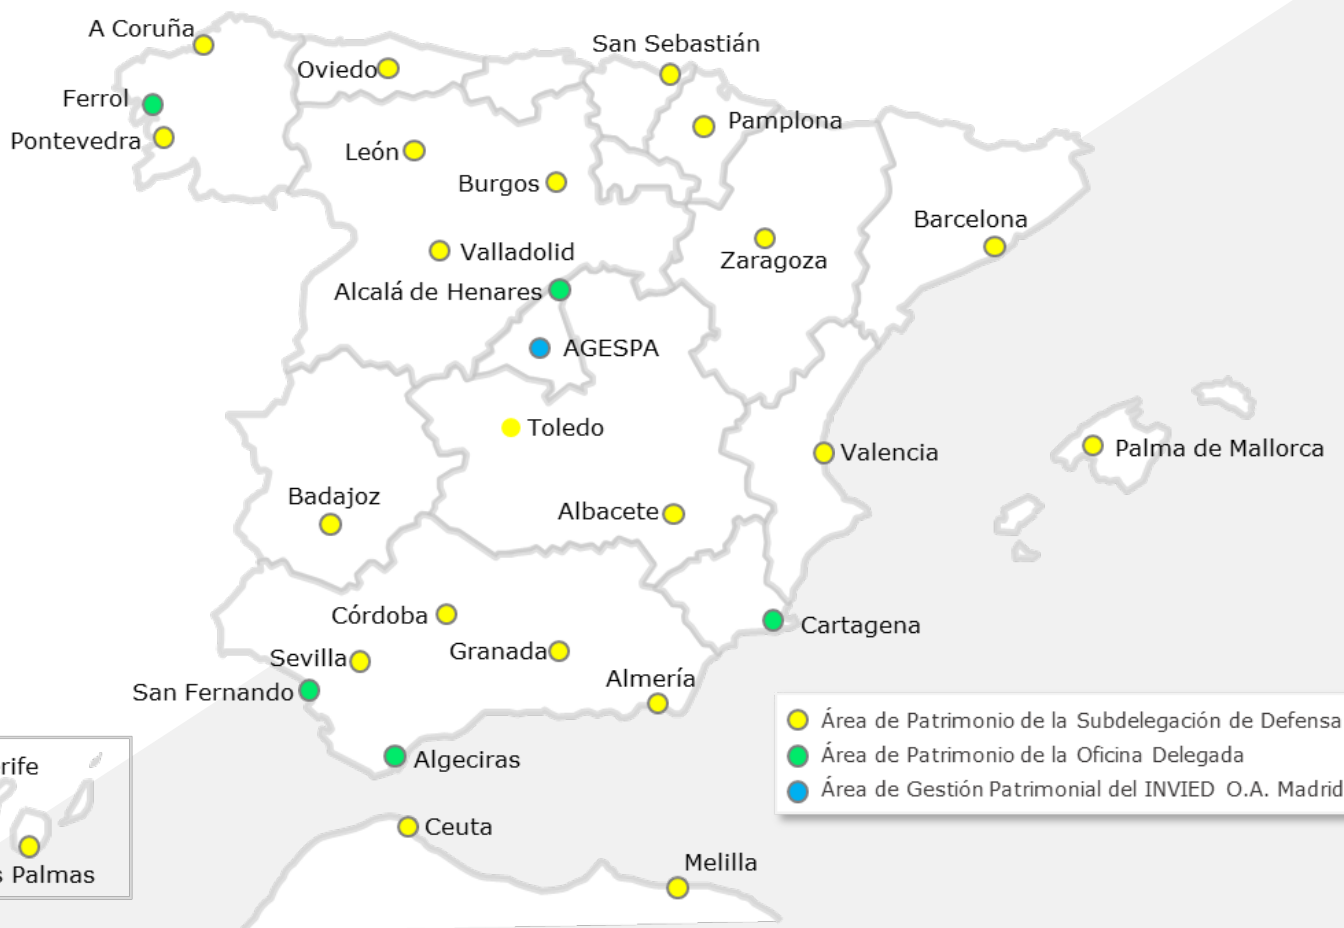 A Coruña
San Sebastián
Oviedo
Ferrol
Pamplona
Pontevedra
León
Burgos
Barcelona
Valladolid
Zaragoza
Alcalá de Henares
AGESPA
Toledo
Valencia
Palma de Mallorca
Badajoz
Albacete
Córdoba
Cartagena
Granada
Sevilla
Almería
San Fernando
Área de Patrimonio de la Subdelegación de Defensa
Área de Patrimonio de la Oficina Delegada
Área de Gestión Patrimonial del INVIED O.A. Madrid
Algeciras
rife
Ceuta
Melilla
s Palmas